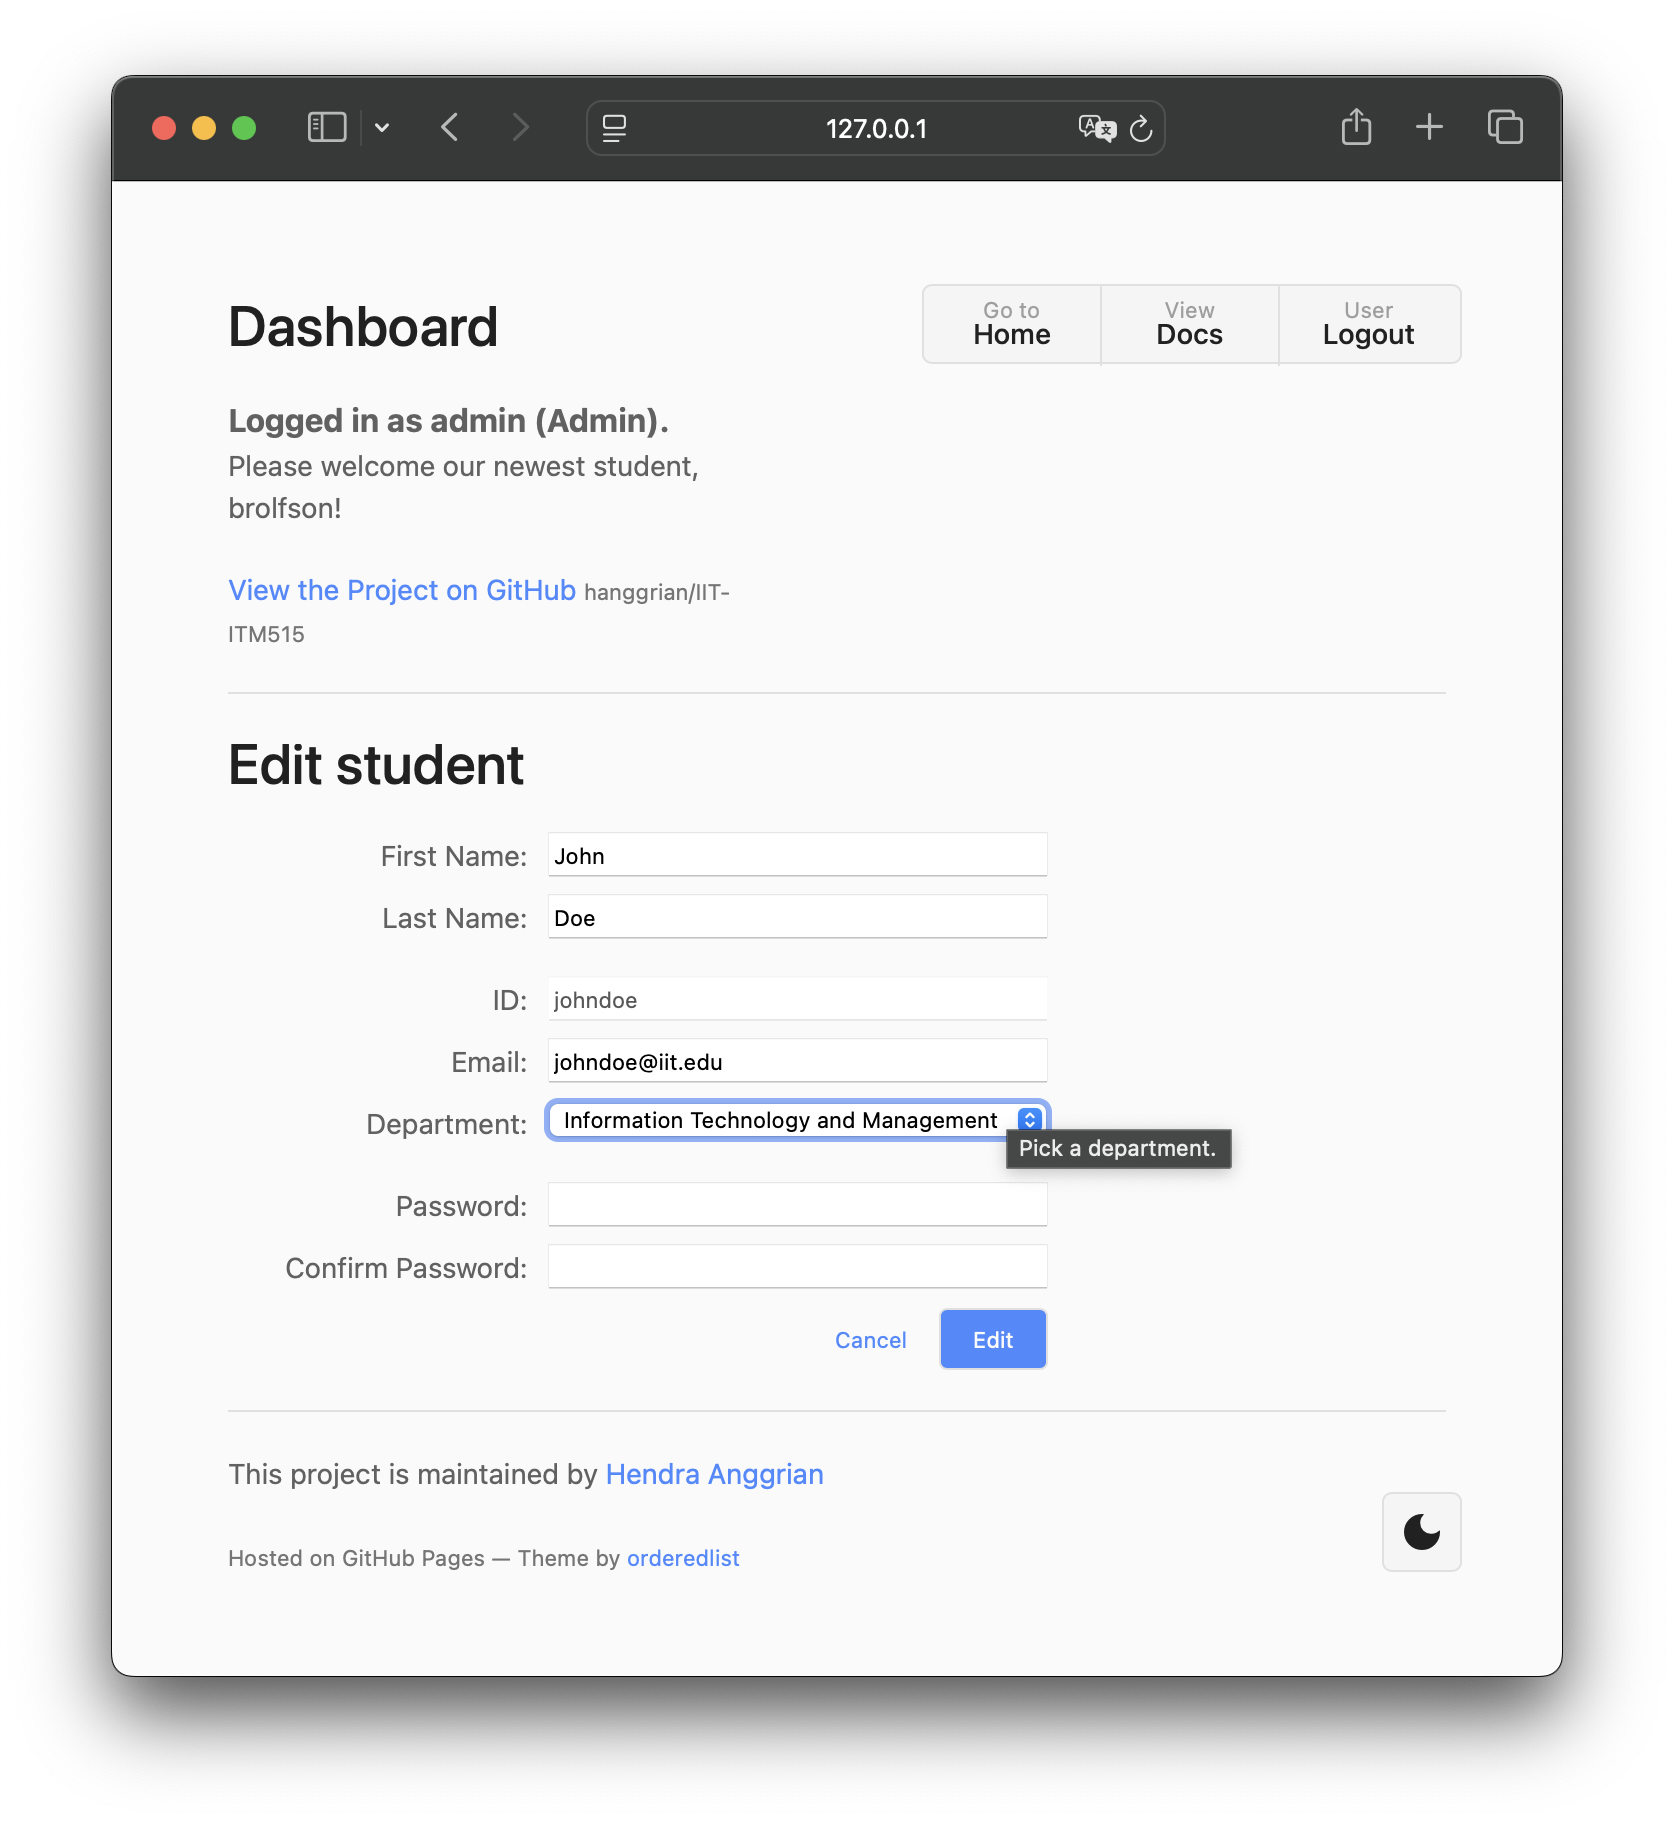 127.0.0.1
Dashboard
Go to
Home
View
Docs
User
Logout
Logged in as admin (Admin).
Please welcome our newest student,
brolfson!
View the Project on GitHub hanggrian/IIT-
ITM515
Edit student
First Name: John
Last Name: Doe
ID: johndoe
Email: johndoe@iit.edu
Department: Information Technology and Management
Pick a department.
Password:
Confirm Password:
Cancel Edit
This project is maintained by Hendra Anggrian
Hosted on GitHub Pages — Theme by orderedlist